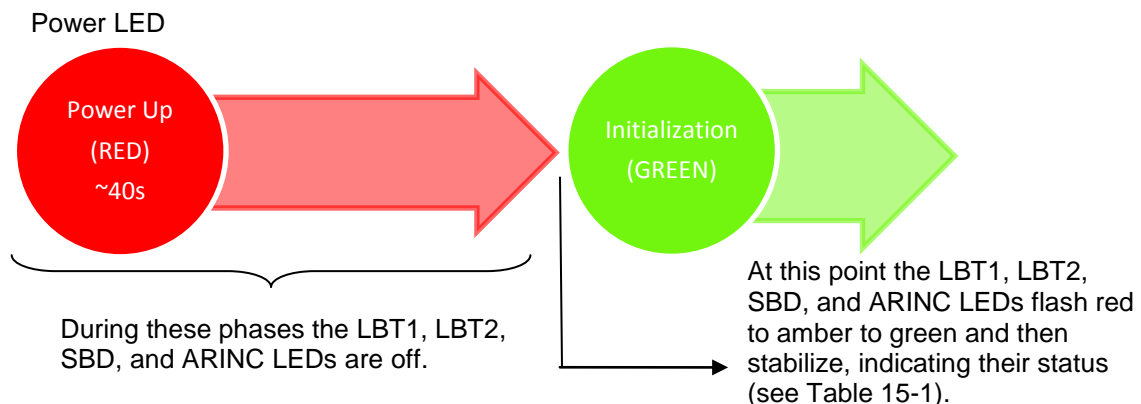 Power LED
Power Up
(RED)
~40s
Initialization
(GREEN)
During these phases the LBT1, LBT2,
SBD, and ARINC LEDs are off.
At this point the LBT1, LBT2,
SBD, and ARINC LEDs flash red
to amber to green and then
stabilize, indicating their status
(see Table 15-1).